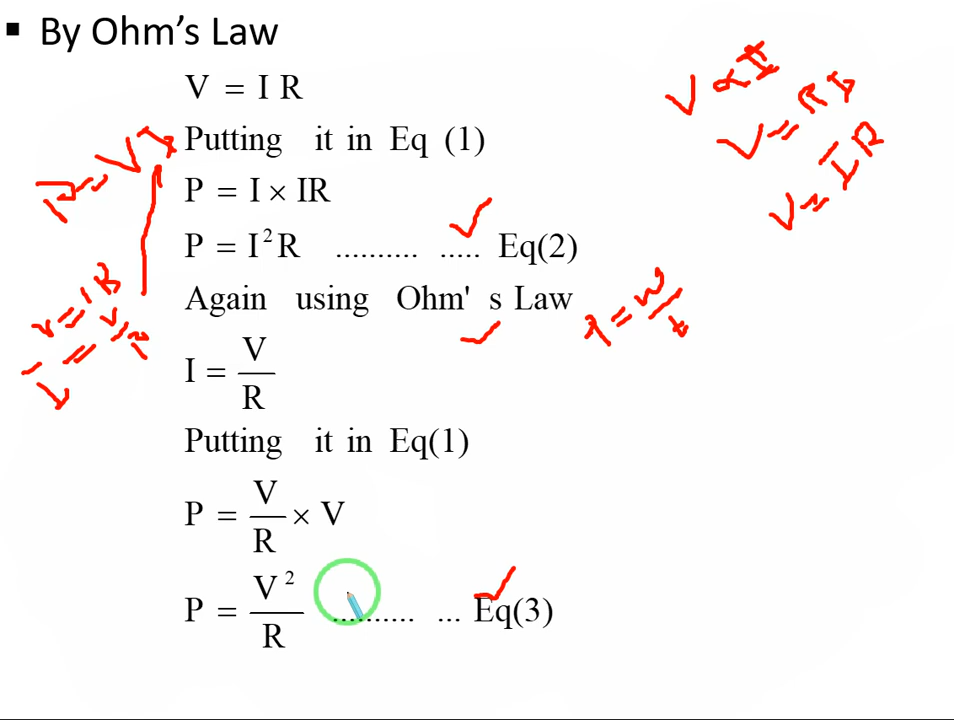 ▪ By Ohm's Law
V = I R
Putting it in Eq (1)
P = I × IR
P = I²R .......... ..... Eq(2)
Again using Ohm' s Law
I = V/R
Putting it in Eq(1)
P = V/R × V
P = V²/R .......... ... Eq(3)
V ∝ I
V = RI
V = IR
P = VI
V = IR
I = V/R
P = W/t